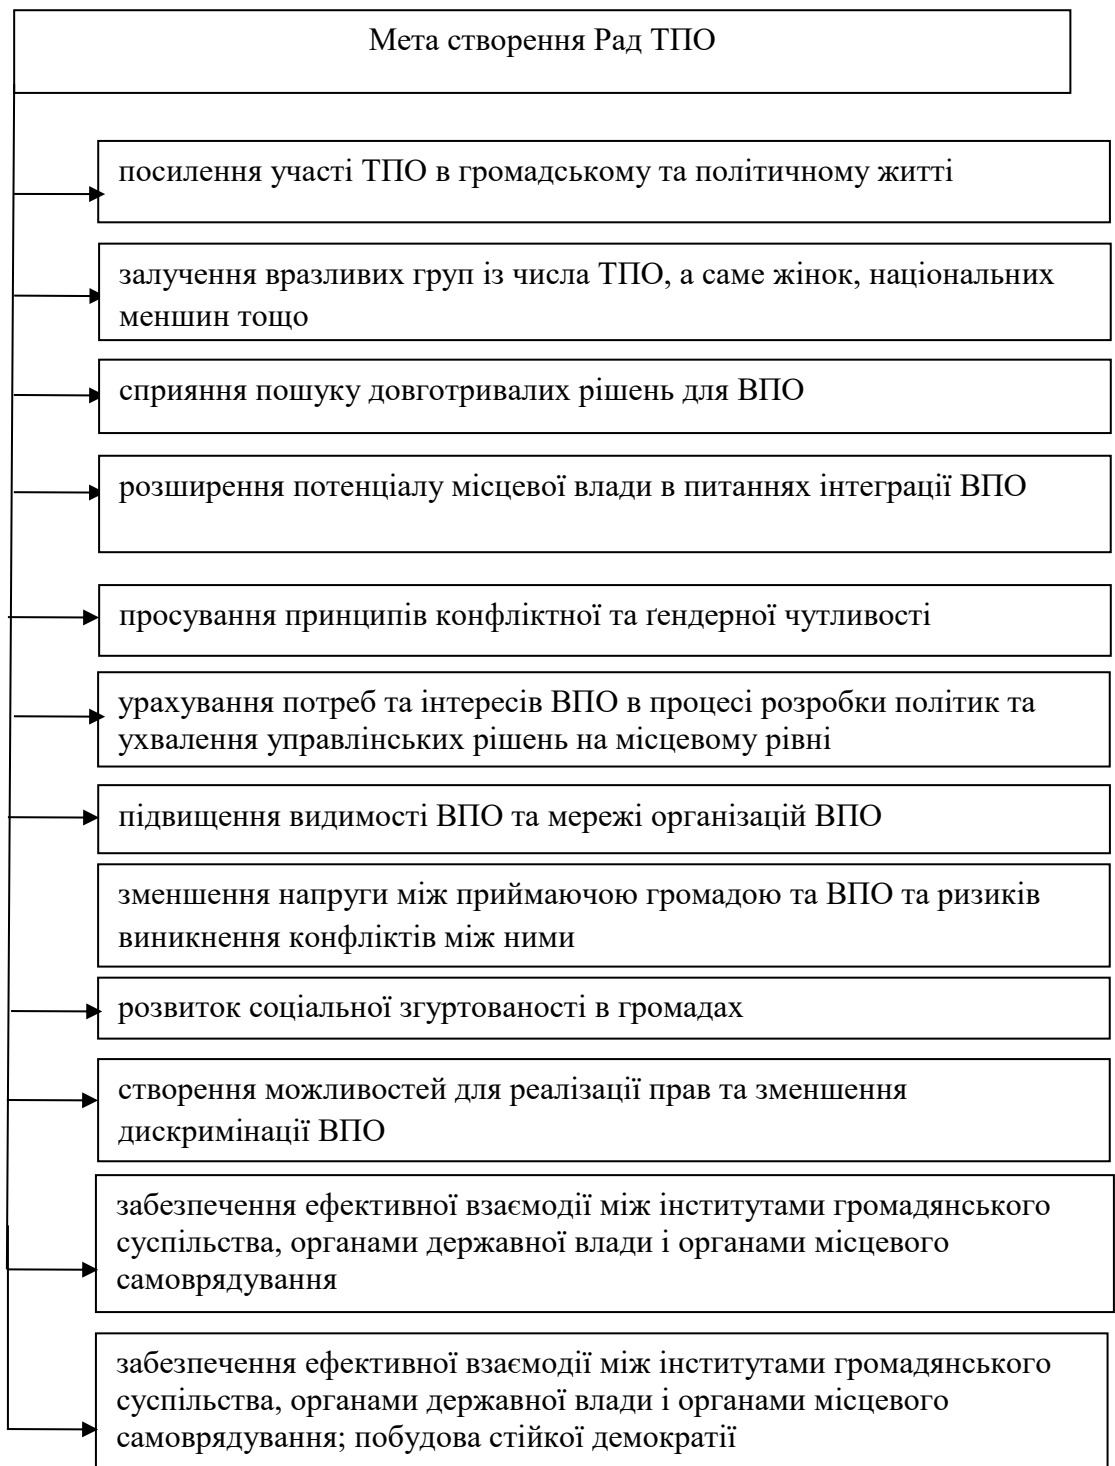 Мета створення Рад ТПО
посилення участі ТПО в громадському та політичному житті
залучення вразливих груп із числа ТПО, а саме жінок, національних
меншин тощо
сприяння пошуку довготривалих рішень для ВПО
розширення потенціалу місцевої влади в питаннях інтеграції ВПО
просування принципів конфліктної та ґендерної чутливості
урахування потреб та інтересів ВПО в процесі розробки політик та
ухвалення управлінських рішень на місцевому рівні
підвищення видимості ВПО та мережі організацій ВПО
зменшення напруги між приймаючою громадою та ВПО та ризиків
виникнення конфліктів між ними
розвиток соціальної згуртованості в громадах
створення можливостей для реалізації прав та зменшення
дискримінації ВПО
забезпечення ефективної взаємодії між інститутами громадянського
суспільства, органами державної влади і органами місцевого
самоврядування
забезпечення ефективної взаємодії між інститутами громадянського
суспільства, органами державної влади і органами місцевого
самоврядування; побудова стійкої демократії